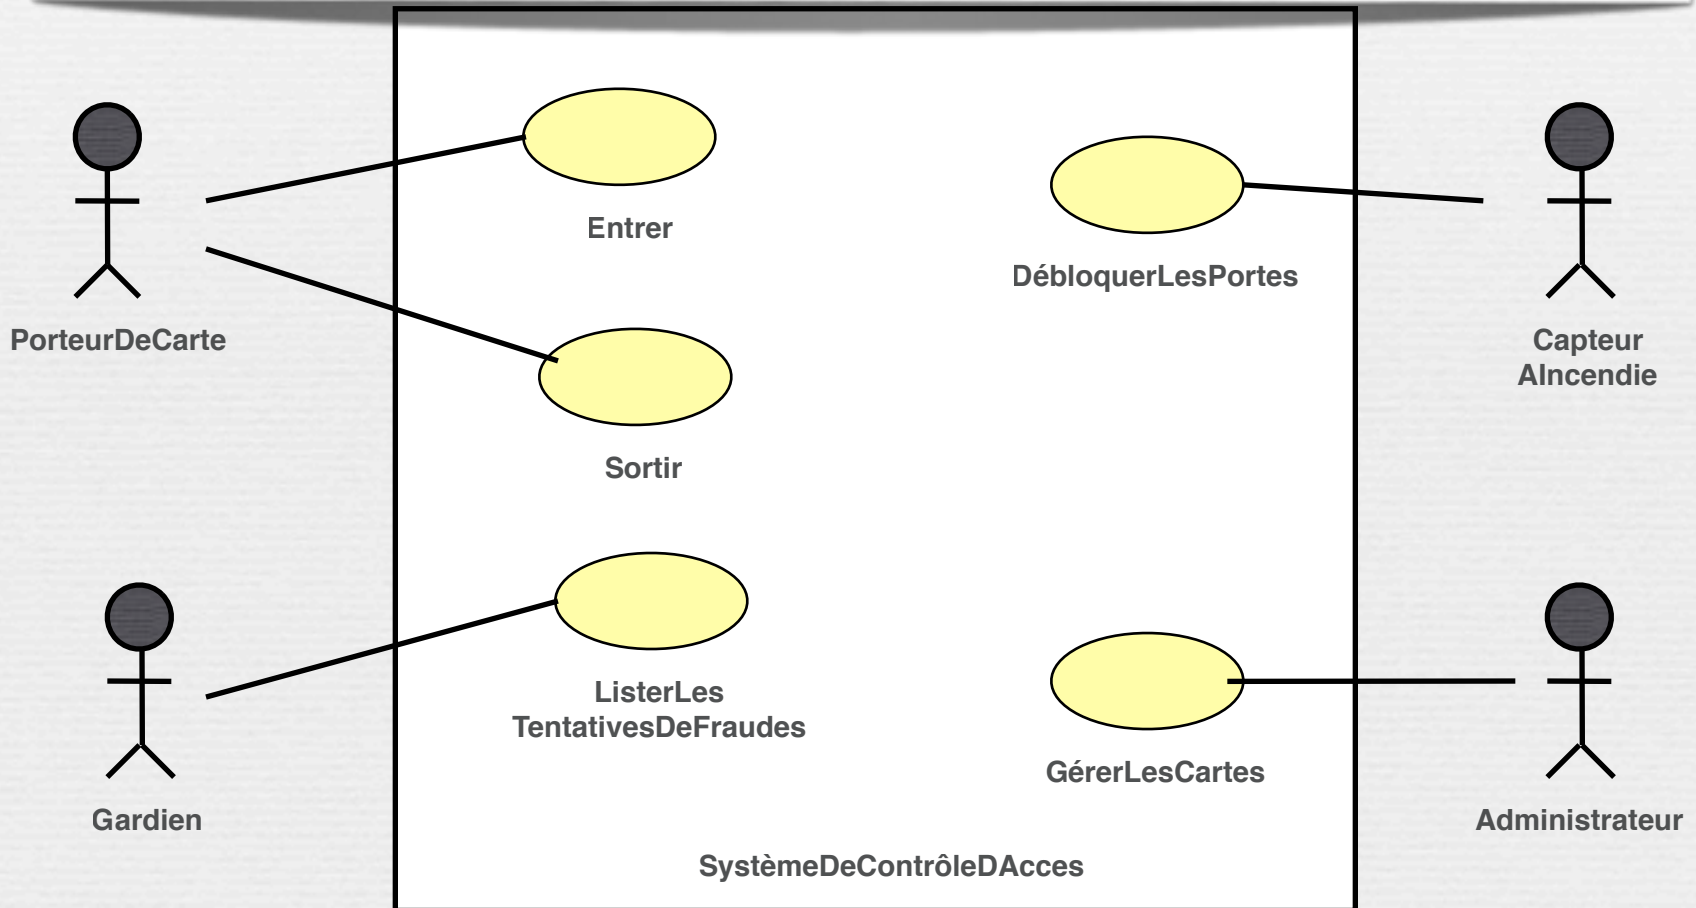 Entrer
DébloquerLesPortes
PorteurDeCarte
Capteur
AIncendie
Sortir
ListerLes
TentativesDeFraudes
GérerLesCartes
Gardien
Administrateur
SystèmeDeContrôleDAcces